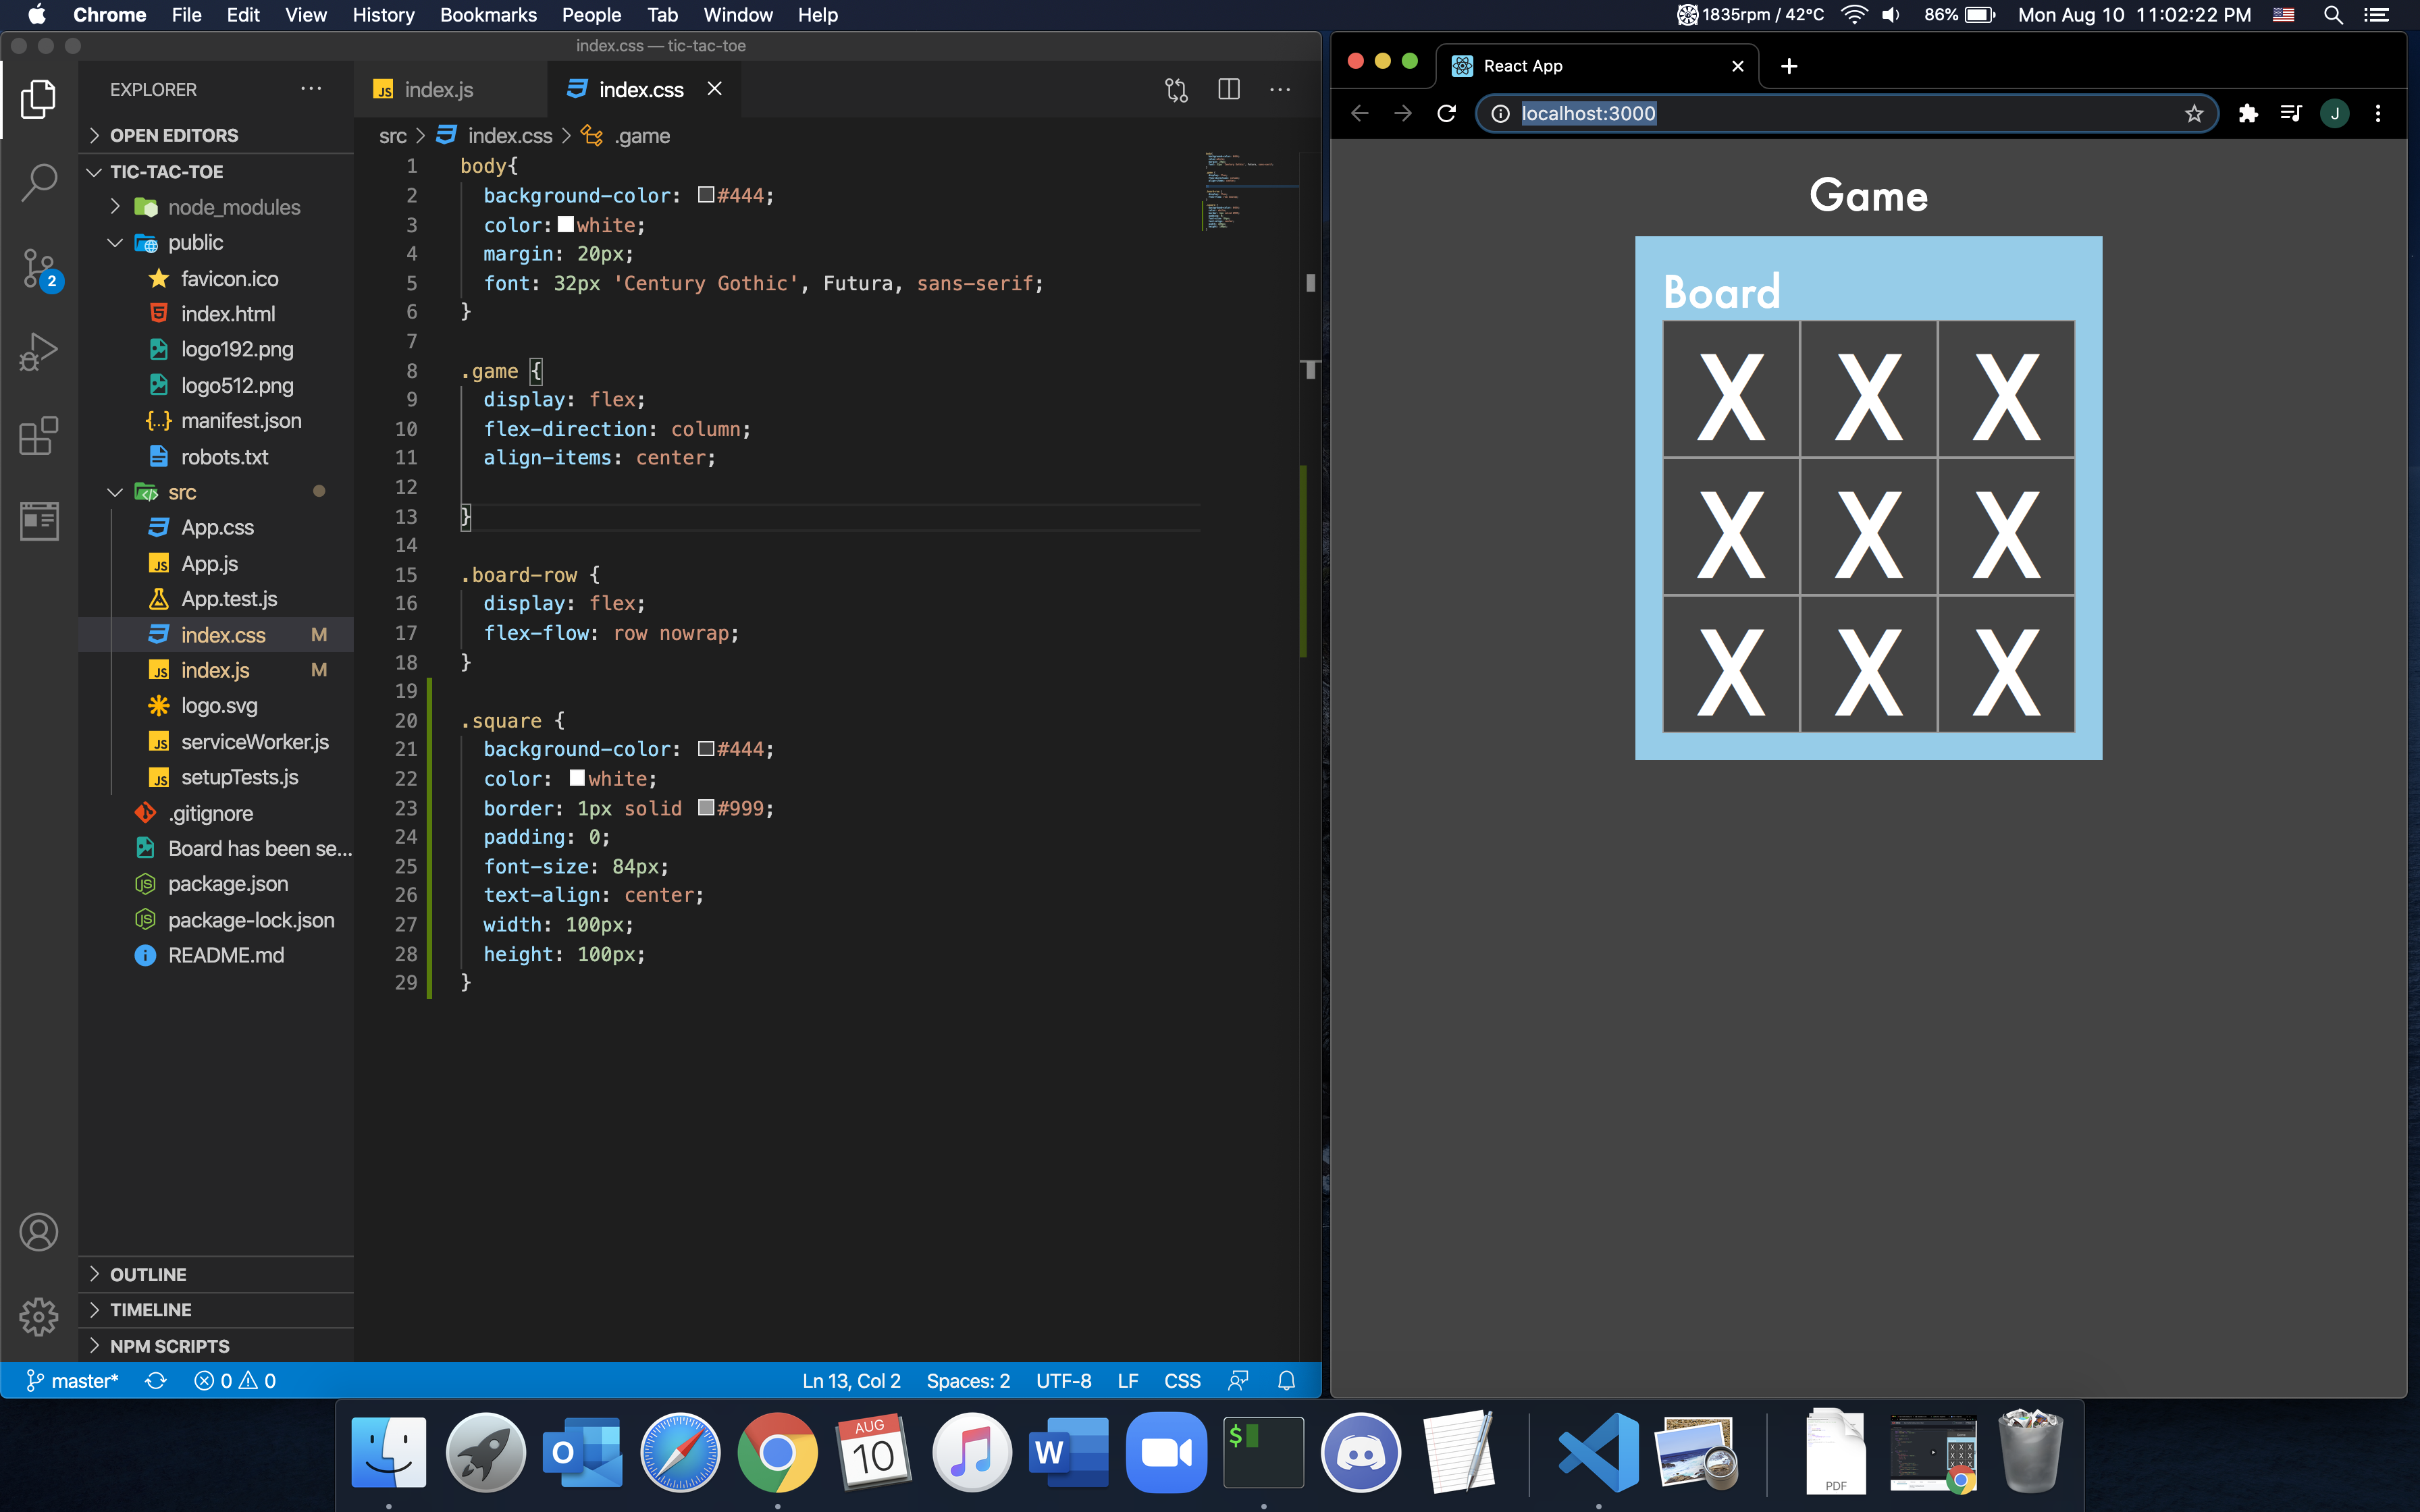 Chrome File Edit View History Bookmarks People Tab Window Help 1835rpm / 42°C 86% Mon Aug 10 11:02:22 PM
index.css — tic-tac-toe
EXPLORER
OPEN EDITORS
TIC-TAC-TOE
node_modules
public
favicon.ico
index.html
logo192.png
logo512.png
manifest.json
robots.txt
src
App.css
App.js
App.test.js
index.css M
index.js M
logo.svg
serviceWorker.js
setupTests.js
.gitignore
Board has been se...
package.json
package-lock.json
README.md
OUTLINE
TIMELINE
NPM SCRIPTS
2
JS index.js index.css
src > index.css > .game
1 body{
2 background-color: #444;
3 color: white;
4 margin: 20px;
5 font: 32px 'Century Gothic', Futura, sans-serif;
6 }
7
8 .game {
9 display: flex;
10 flex-direction: column;
11 align-items: center;
12
13 }
14
15 .board-row {
16 display: flex;
17 flex-flow: row nowrap;
18 }
19
20 .square {
21 background-color: #444;
22 color: white;
23 border: 1px solid #999;
24 padding: 0;
25 font-size: 84px;
26 text-align: center;
27 width: 100px;
28 height: 100px;
29 }
master* 0 0 Ln 13, Col 2 Spaces: 2 UTF-8 LF CSS
React App
localhost:3000
J
Game
Board
X X X
X X X
X X X
AUG
10
O
W
$
PDF